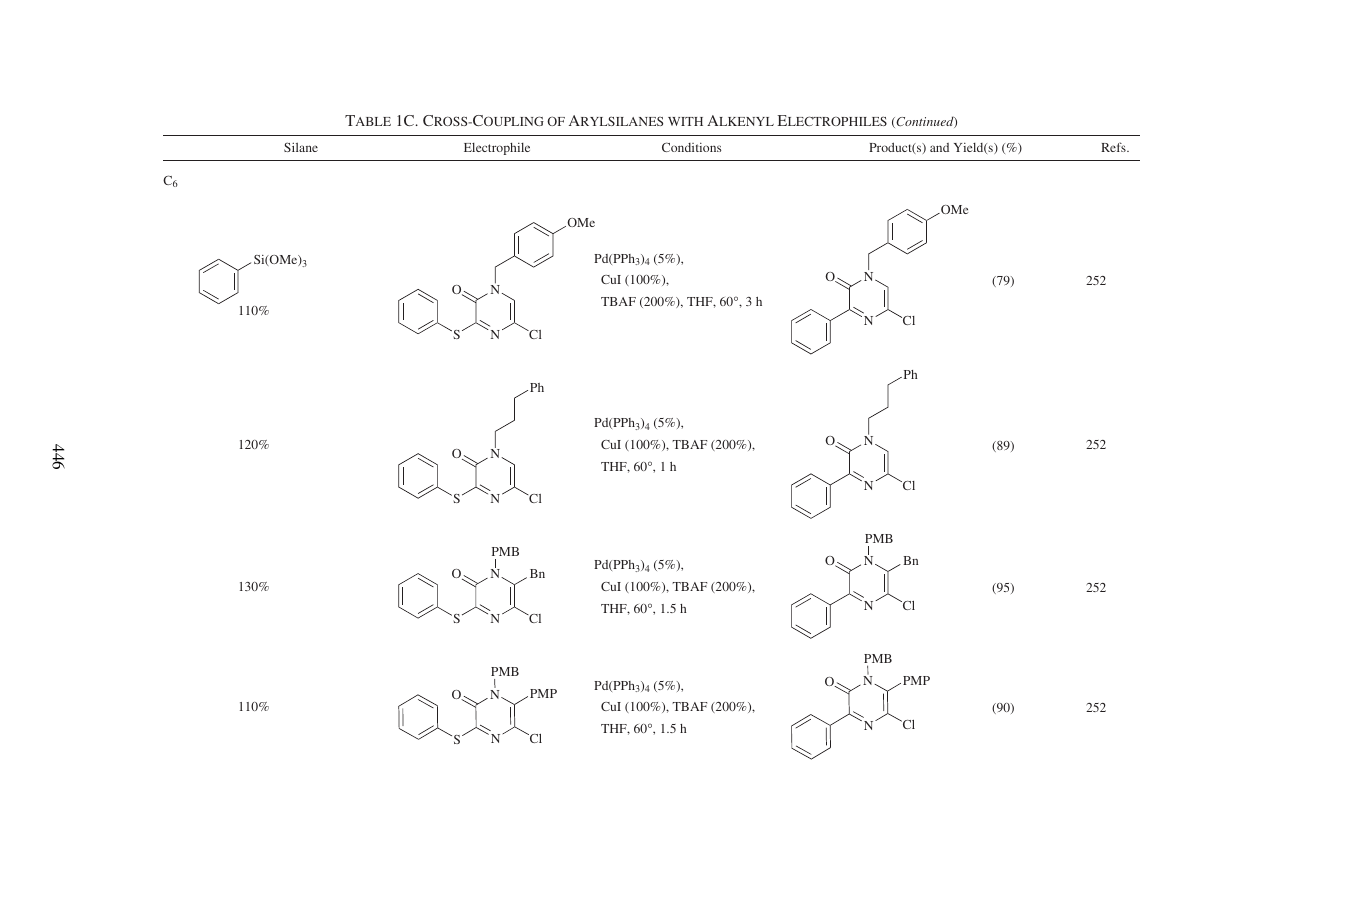 TABLE 1C. CROSS-COUPLING OF ARYLSILANES WITH ALKENYL ELECTROPHILES (Continued)
Silane Electrophile Conditions Product(s) and Yield(s) (%) Refs.
C6
Si(OMe)3
110%
OMe
O
N
S
N
Cl
Pd(PPh3)4 (5%),
CuI (100%),
TBAF (200%), THF, 60°, 3 h
OMe
O
N
N
Cl
(79)
252
120%
Ph
O
N
S
N
Cl
Pd(PPh3)4 (5%),
CuI (100%), TBAF (200%),
THF, 60°, 1 h
Ph
O
N
N
Cl
(89)
252
130%
PMB
O
N
Bn
S
N
Cl
Pd(PPh3)4 (5%),
CuI (100%), TBAF (200%),
THF, 60°, 1.5 h
PMB
O
N
Bn
N
Cl
(95)
252
110%
PMB
O
N
PMP
S
N
Cl
Pd(PPh3)4 (5%),
CuI (100%), TBAF (200%),
THF, 60°, 1.5 h
PMB
O
N
PMP
N
Cl
(90)
252
446